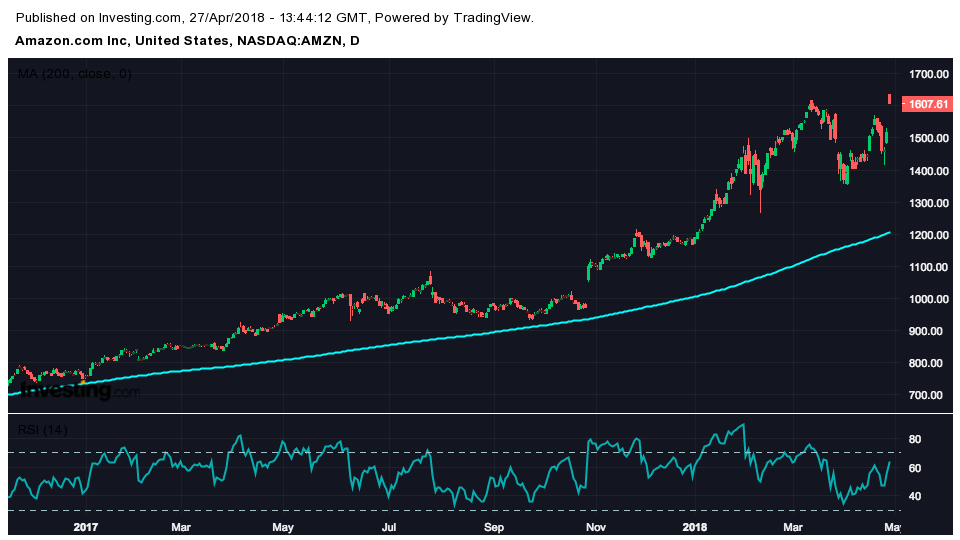 Published on Investing.com, 27/Apr/2018 - 13:44:12 GMT, Powered by TradingView.
Amazon.com Inc, United States, NASDAQ:AMZN, D
MA (200, close, 0)
1700.00
1607.61
1500.00
1400.00
1300.00
1200.00
1100.00
1000.00
900.00
800.00
700.00
Investing.com
RSI (14)
80
60
40
2017 Mar May Jul Sep Nov 2018 Mar May